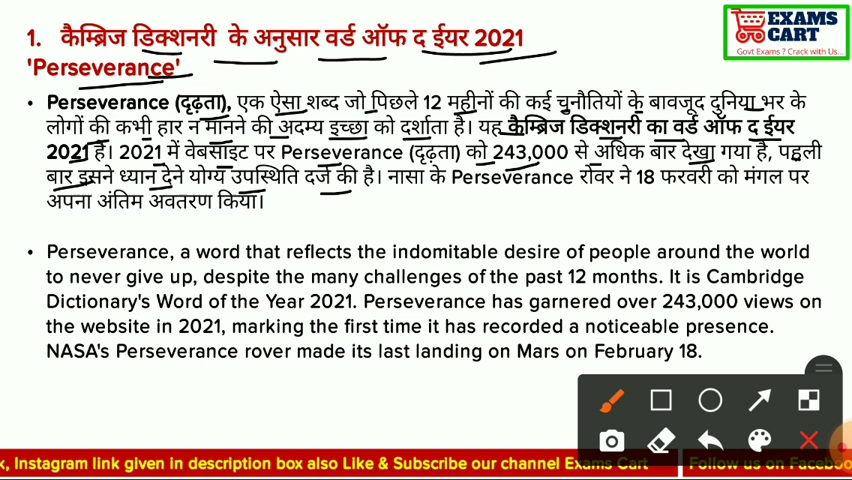 EXAMS
CART
Govt Exams ? Crack with Us...
1. कैम्ब्रिज डिक्शनरी के अनुसार वर्ड ऑफ द ईयर 2021
'Perseverance'
• Perseverance (दृढ़ता), एक ऐसा शब्द जो पिछले 12 महीनों की कई चुनौतियों के बावजूद दुनिया भर के
लोगों की कभी हार न मानने की अदम्य इच्छा को दर्शाता है। यह कैम्ब्रिज डिक्शनरी का वर्ड ऑफ द ईयर
2021 है। 2021 में वेबसाइट पर Perseverance (दृढ़ता) को 243,000 से अधिक बार देखा गया है, पहली
बार इसने ध्यान देने योग्य उपस्थिति दर्ज की है। नासा के Perseverance रोवर ने 18 फरवरी को मंगल पर
अपना अंतिम अवतरण किया।
• Perseverance, a word that reflects the indomitable desire of people around the world
to never give up, despite the many challenges of the past 12 months. It is Cambridge
Dictionary's Word of the Year 2021. Perseverance has garnered over 243,000 views on
the website in 2021, marking the first time it has recorded a noticeable presence.
NASA's Perseverance rover made its last landing on Mars on February 18.
, Instagram link given in description box also Like & Subscribe our channel Exams Cart Follow us on Faceboo